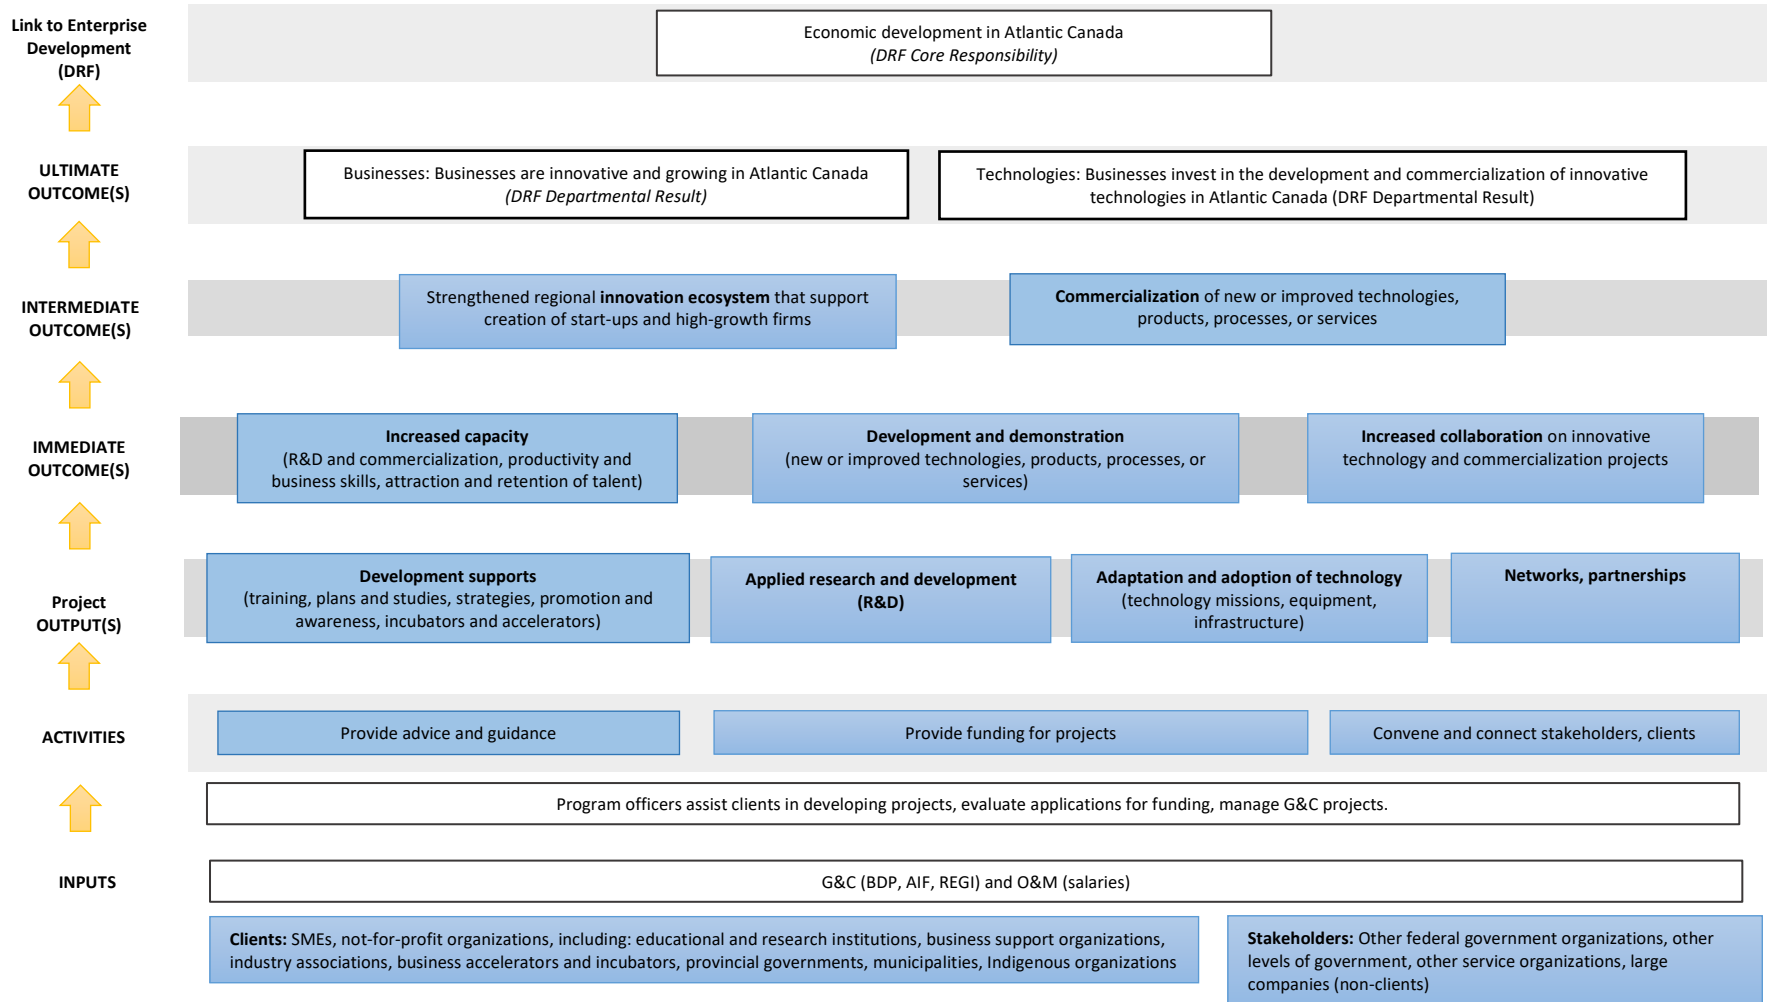 Link to Enterprise
Development
(DRF)
Economic development in Atlantic Canada
(DRF Core Responsibility)
ULTIMATE
OUTCOME(S)
Businesses: Businesses are innovative and growing in Atlantic Canada
(DRF Departmental Result)
Technologies: Businesses invest in the development and commercialization of innovative
technologies in Atlantic Canada (DRF Departmental Result)
INTERMEDIATE
OUTCOME(S)
Strengthened regional innovation ecosystem that support
creation of start-ups and high-growth firms
Commercialization of new or improved technologies,
products, processes, or services
IMMEDIATE
OUTCOME(S)
Increased capacity
(R&D and commercialization, productivity and
business skills, attraction and retention of talent)
Development and demonstration
(new or improved technologies, products, processes, or
services)
Increased collaboration on innovative
technology and commercialization projects
Project
OUTPUT(S)
Development supports
(training, plans and studies, strategies, promotion and
awareness, incubators and accelerators)
Applied research and development
(R&D)
Adaptation and adoption of technology
(technology missions, equipment,
infrastructure)
Networks, partnerships
ACTIVITIES
Provide advice and guidance
Provide funding for projects
Convene and connect stakeholders, clients
Program officers assist clients in developing projects, evaluate applications for funding, manage G&C projects.
INPUTS
G&C (BDP, AIF, REGI) and O&M (salaries)
Clients: SMEs, not-for-profit organizations, including: educational and research institutions, business support organizations,
industry associations, business accelerators and incubators, provincial governments, municipalities, Indigenous organizations
Stakeholders: Other federal government organizations, other
levels of government, other service organizations, large
companies (non-clients)